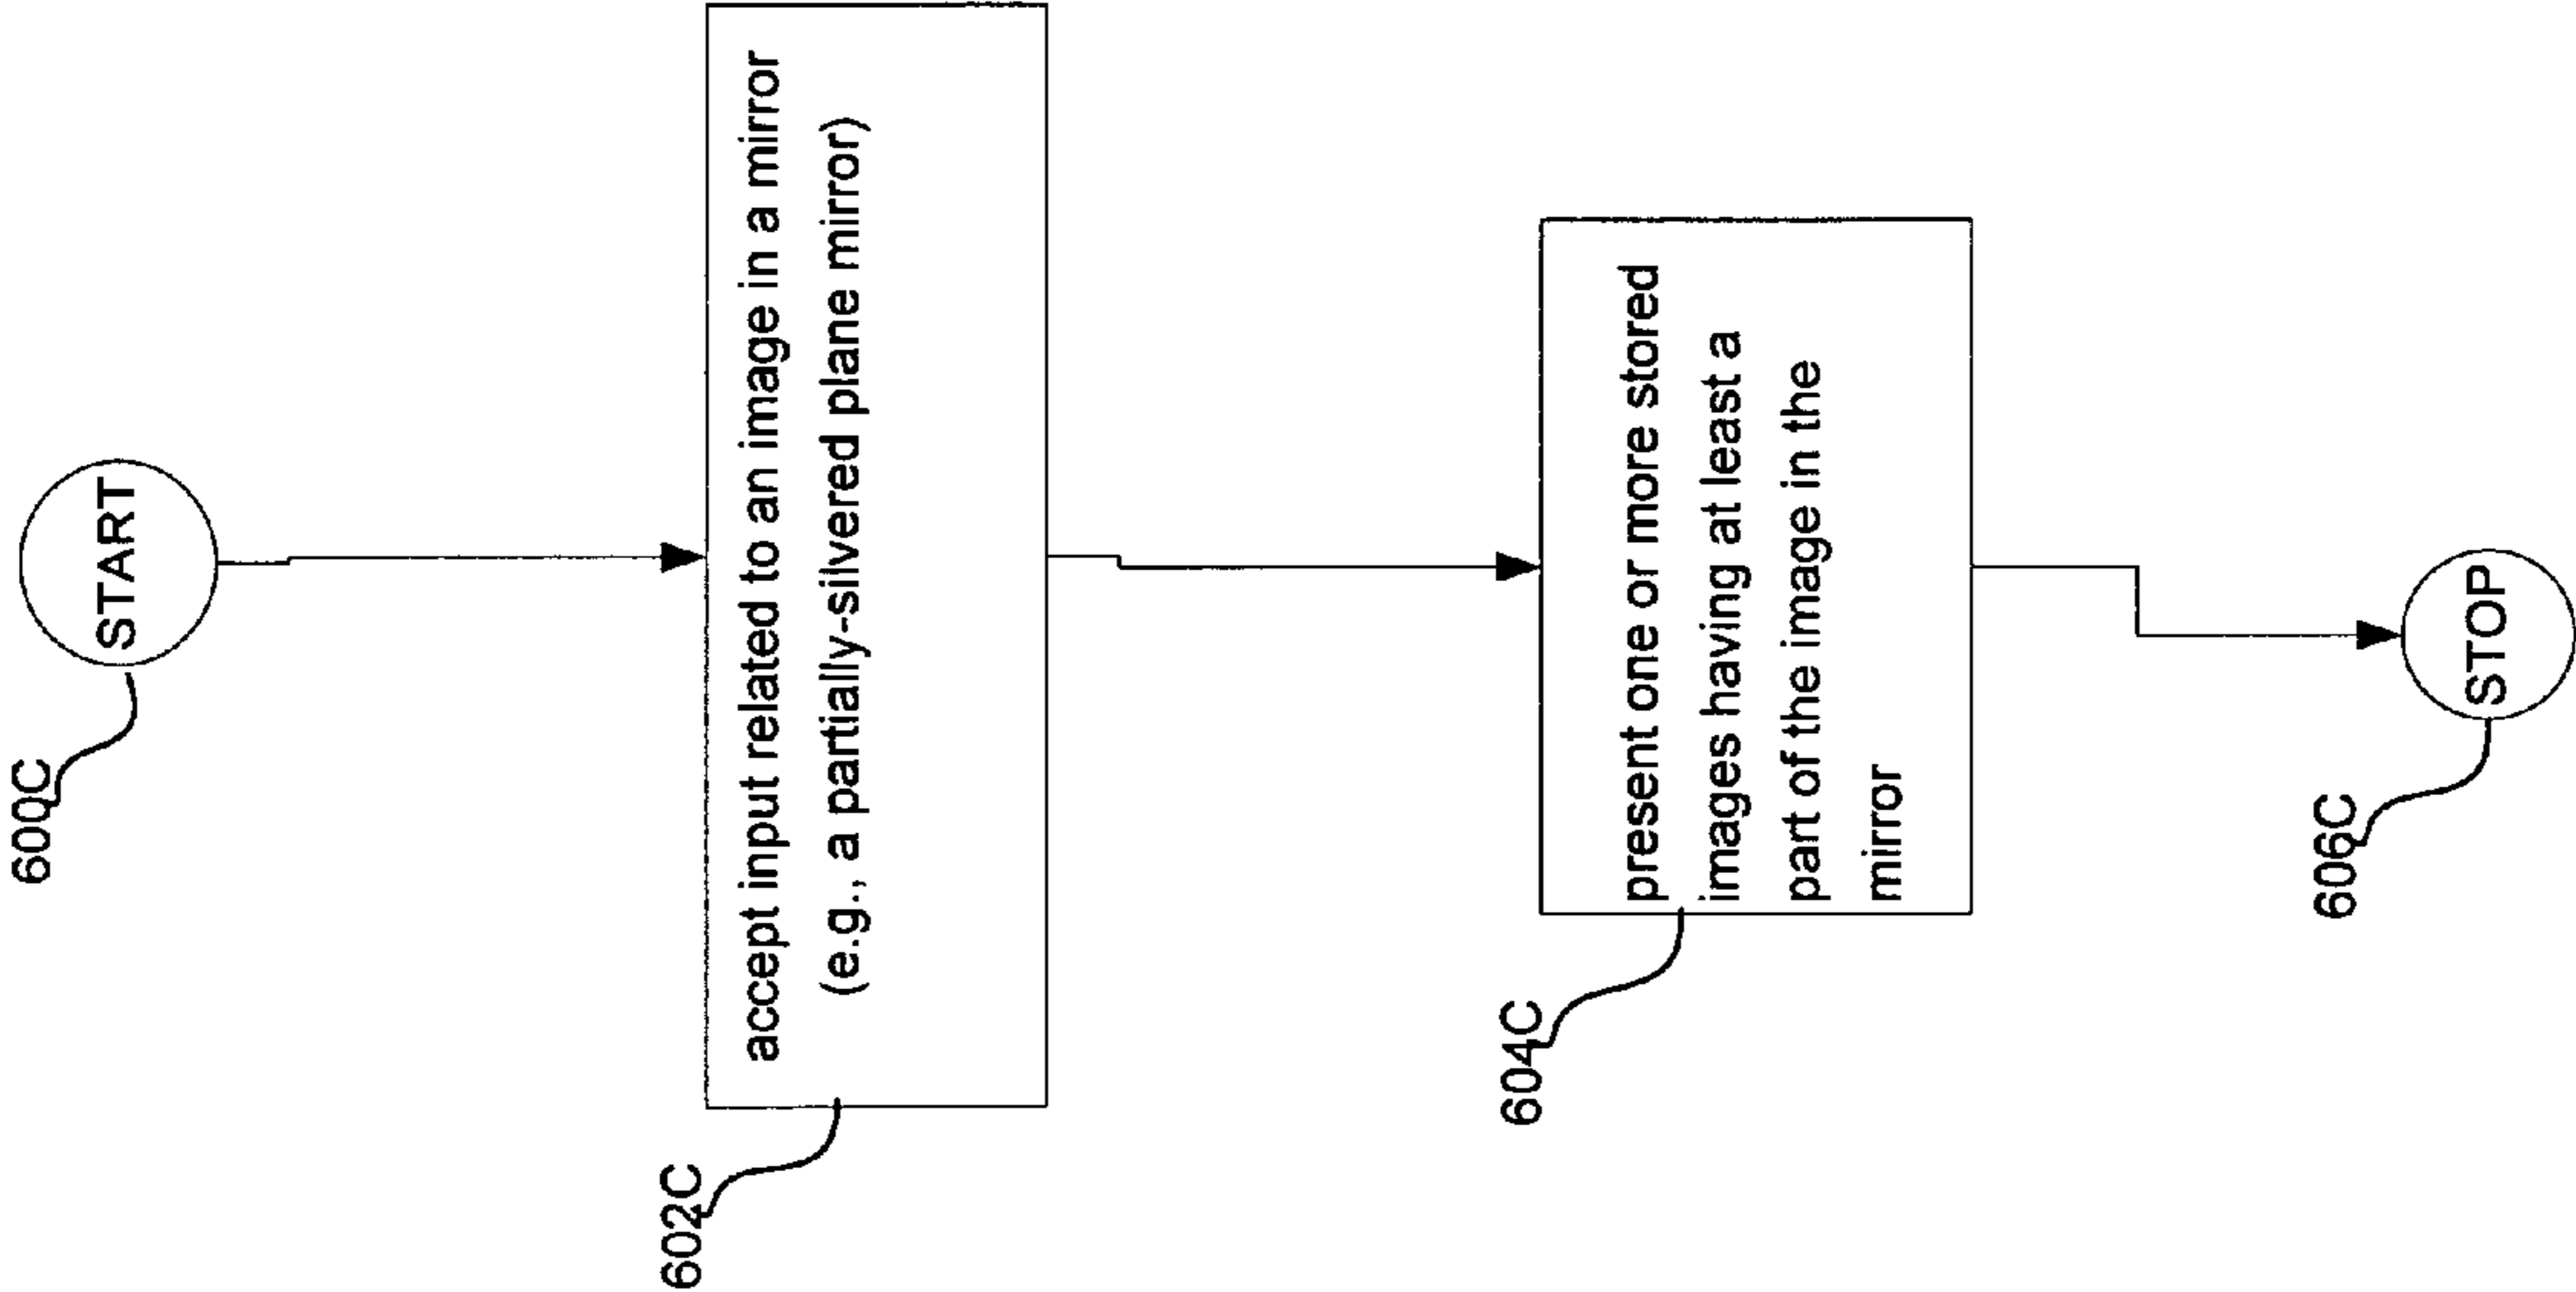 600C
START
602C
accept input related to an image in a mirror
(e.g., a partially-silvered plane mirror)
604C
present one or more stored
images having at least a
part of the image in the
mirror
606C
STOP